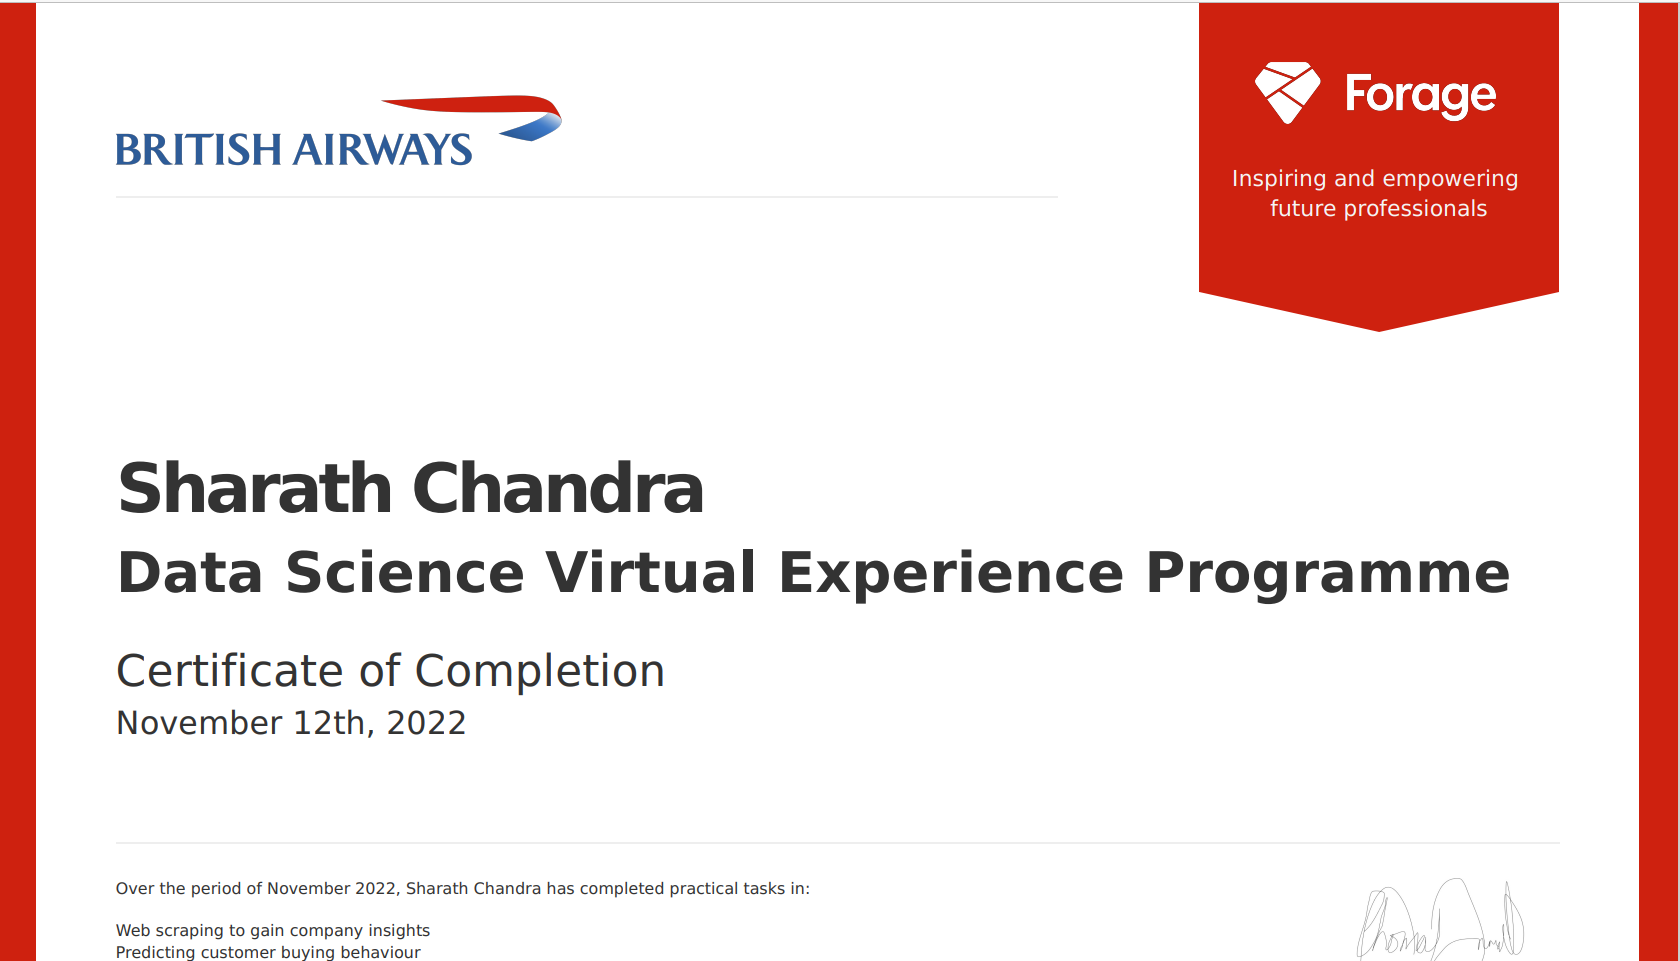 BRITISH AIRWAYS
Forage
Inspiring and empowering
future professionals
Sharath Chandra
Data Science Virtual Experience Programme
Certificate of Completion
November 12th, 2022
Over the period of November 2022, Sharath Chandra has completed practical tasks in:
Web scraping to gain company insights
Predicting customer buying behaviour